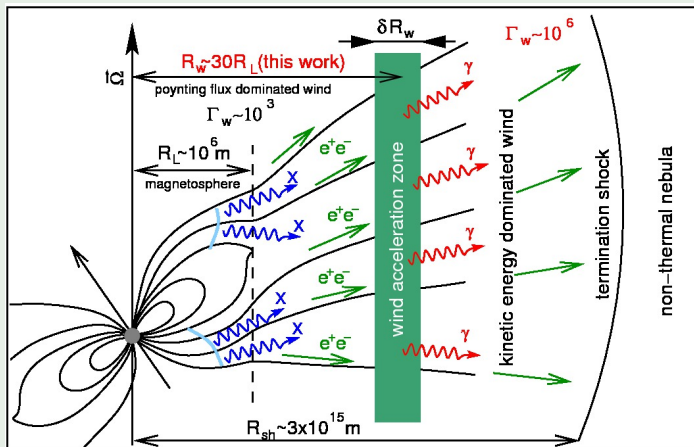 δR_w
Γ_w~10^6
R_w~30R_L(this work)
Ω
poynting flux dominated wind
Γ_w~10^3
γ
R_L~10^6m
e^+e^-
magnetosphere
X
e^+e^-
γ
X
wind acceleration zone
kinetic energy dominated wind
termination shock
non-thermal nebula
e^+e^-
γ
X
e^+e^-
X
e^+e^-
γ
R_sh~3x10^15m